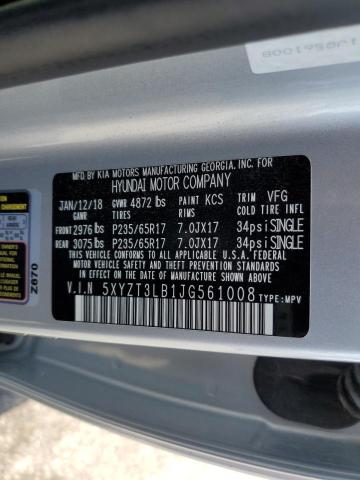 JG561008
MFD. BY KIA MOTORS MANUFACTURING GEORGIA, INC. FOR
HYUNDAI MOTOR COMPANY
JAN/12/18 GVWR 4872 lbs PAINT KCS TRIM VFG
GAWR TIRES RIMS COLD TIRE INFL.
FRONT 2976 lbs P235/65R17 7.0JX17 34psi SINGLE
REAR 3075 lbs P235/65R17 7.0JX17 34psi SINGLE
THIS VEHICLE CONFORMS TO ALL APPLICABLE FEDERAL MOTOR
VEHICLE SAFETY AND THEFT PREVENTION STANDARDS IN
EFFECT ON THE DATE OF MANUFACTURE SHOWN ABOVE.
V.I.N 5XYZT3LB1JG561008 TYPE: MPV
Z670